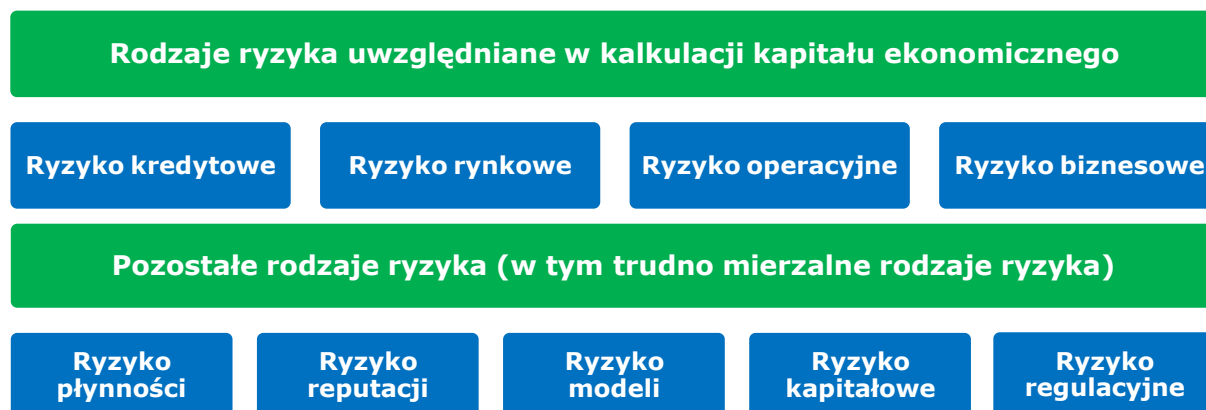 Rodzaje ryzyka uwzględniane w kalkulacji kapitału ekonomicznego
Ryzyko kredytowe
Ryzyko rynkowe
Ryzyko operacyjne
Ryzyko biznesowe
Pozostałe rodzaje ryzyka (w tym trudno mierzalne rodzaje ryzyka)
Ryzyko
płynności
Ryzyko
reputacji
Ryzyko
modeli
Ryzyko
kapitałowe
Ryzyko
regulacyjne